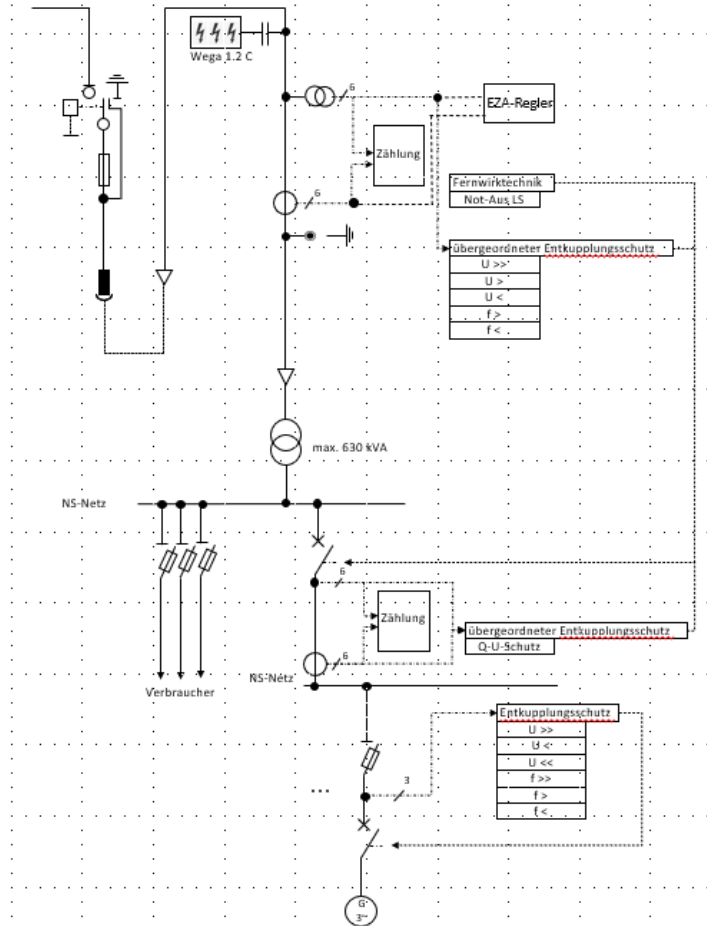 Wega 1.2 C
6
EZA-Regler
Zählung
Fernwirktechnik
Not-Aus LS
6
übergeordneter Entkupplungsschutz
U >>
U >
U <
f >
f <
max. 630 kVA
NS-Netz
6
Zählung
übergeordneter Entkupplungsschutz
Q-U-Schutz
6
NS-Netz
Verbraucher
Entkupplungsschutz
U >>
U <
U <<
f >>
f >
f <
3
...
G
3~